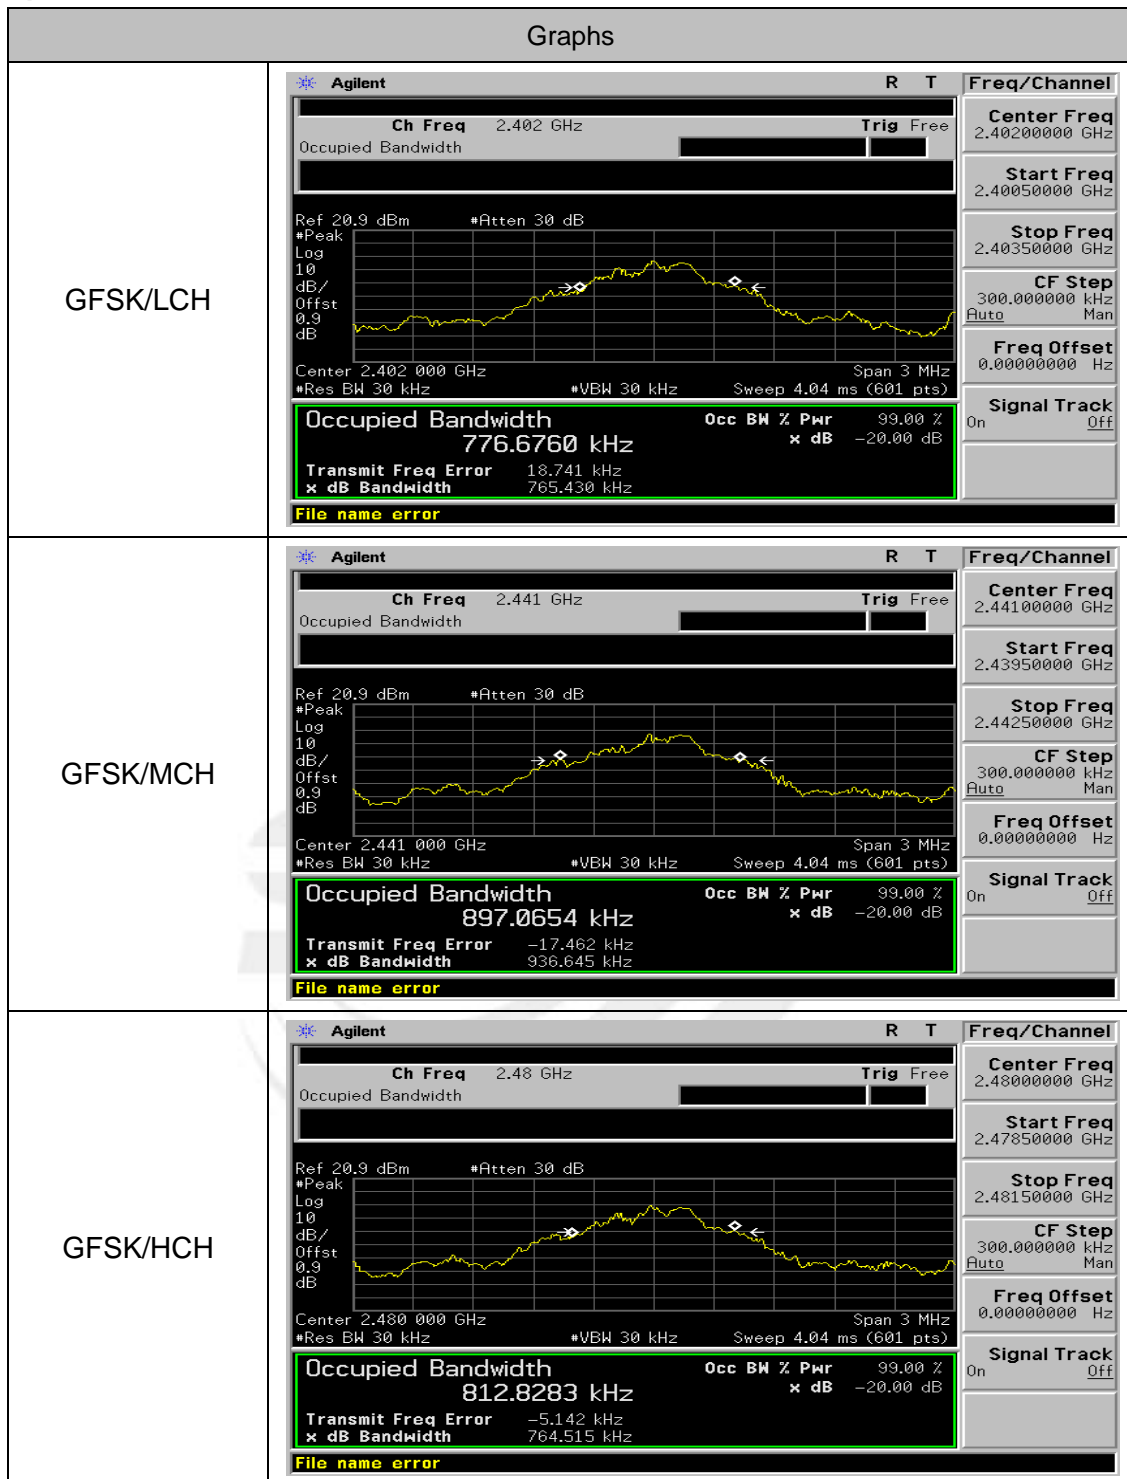 Graphs
GFSK/LCH
Agilent R T Freq/Channel
Ch Freq 2.402 GHz Trig Free
Occupied Bandwidth
Center Freq
2.40200000 GHz
Start Freq
2.40050000 GHz
Stop Freq
2.40350000 GHz
CF Step
300.000000 kHz
Auto Man
Freq Offset
0.00000000 Hz
Signal Track
On Off
Ref 20.9 dBm #Atten 30 dB
#Peak
Log
10
dB/
Offst
0.9
dB
Center 2.402 000 GHz Span 3 MHz
#Res BW 30 kHz #VBW 30 kHz Sweep 4.04 ms (601 pts)
Occupied Bandwidth Occ BW % Pwr 99.00 %
776.6760 kHz x dB -20.00 dB
Transmit Freq Error 18.741 kHz
x dB Bandwidth 765.430 kHz
File name error
GFSK/MCH
Agilent R T Freq/Channel
Ch Freq 2.441 GHz Trig Free
Occupied Bandwidth
Center Freq
2.44100000 GHz
Start Freq
2.43950000 GHz
Stop Freq
2.44250000 GHz
CF Step
300.000000 kHz
Auto Man
Freq Offset
0.00000000 Hz
Signal Track
On Off
Ref 20.9 dBm #Atten 30 dB
#Peak
Log
10
dB/
Offst
0.9
dB
Center 2.441 000 GHz Span 3 MHz
#Res BW 30 kHz #VBW 30 kHz Sweep 4.04 ms (601 pts)
Occupied Bandwidth Occ BW % Pwr 99.00 %
897.0654 kHz x dB -20.00 dB
Transmit Freq Error -17.462 kHz
x dB Bandwidth 936.645 kHz
File name error
GFSK/HCH
Agilent R T Freq/Channel
Ch Freq 2.48 GHz Trig Free
Occupied Bandwidth
Center Freq
2.48000000 GHz
Start Freq
2.47850000 GHz
Stop Freq
2.48150000 GHz
CF Step
300.000000 kHz
Auto Man
Freq Offset
0.00000000 Hz
Signal Track
On Off
Ref 20.9 dBm #Atten 30 dB
#Peak
Log
10
dB/
Offst
0.9
dB
Center 2.480 000 GHz Span 3 MHz
#Res BW 30 kHz #VBW 30 kHz Sweep 4.04 ms (601 pts)
Occupied Bandwidth Occ BW % Pwr 99.00 %
812.8283 kHz x dB -20.00 dB
Transmit Freq Error -5.142 kHz
x dB Bandwidth 764.515 kHz
File name error